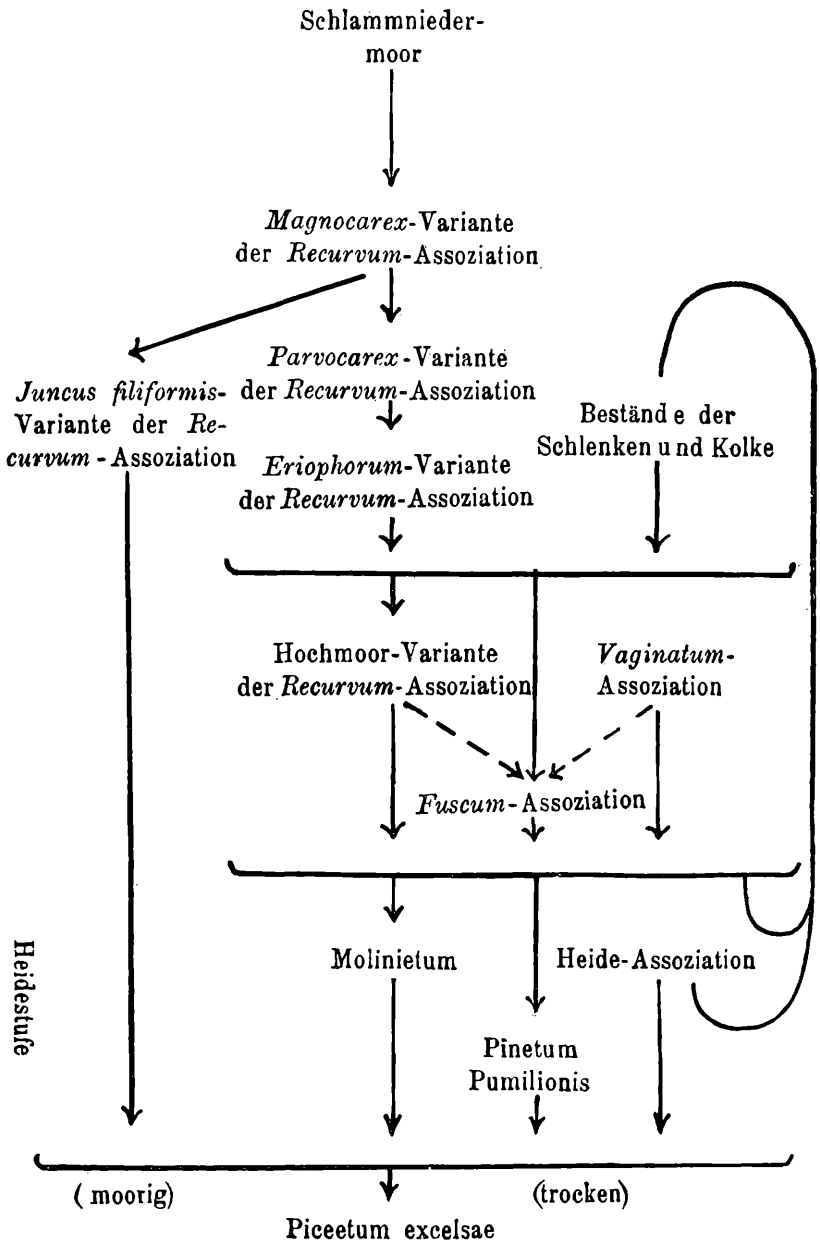 Schlammnieder-
moor
Magnocarex-Variante
der Recurvum-Assoziation
Parvocarex-Variante
der Recurvum-Assoziation
Juncus filiformis-
Variante der Re-
curvum-Assoziation
Eriophorum-Variante
der Recurvum-Assoziation
Bestände der
Schlenken und Kolke
Hochmoor-Variante
der Recurvum-Assoziation
Vaginatum-
Assoziation
Fuscum-Assoziation
Heidestufe
Molinietum
Heide-Assoziation
Pinetum
Pumilionis
(moorig)
(trocken)
Piceetum excelsae